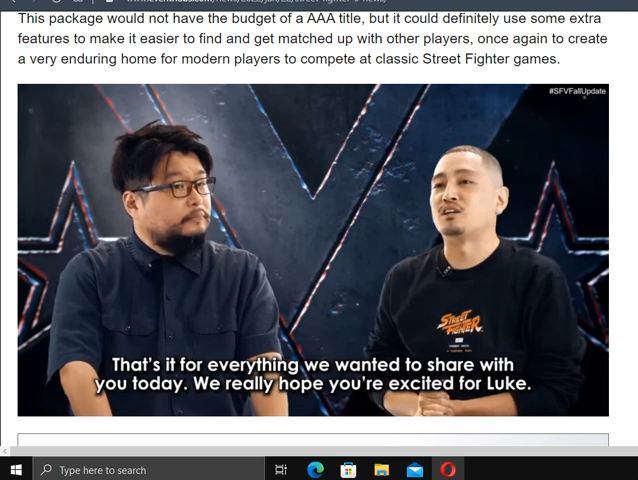 This package would not have the budget of a AAA title, but it could definitely use some extra
features to make it easier to find and get matched up with other players, once again to create
a very enduring home for modern players to compete at classic Street Fighter games.
#SFVFallUpdate
STREET
FIGHTER
That's it for everything we wanted to share with
you today. We really hope you're excited for Luke.
Type here to search